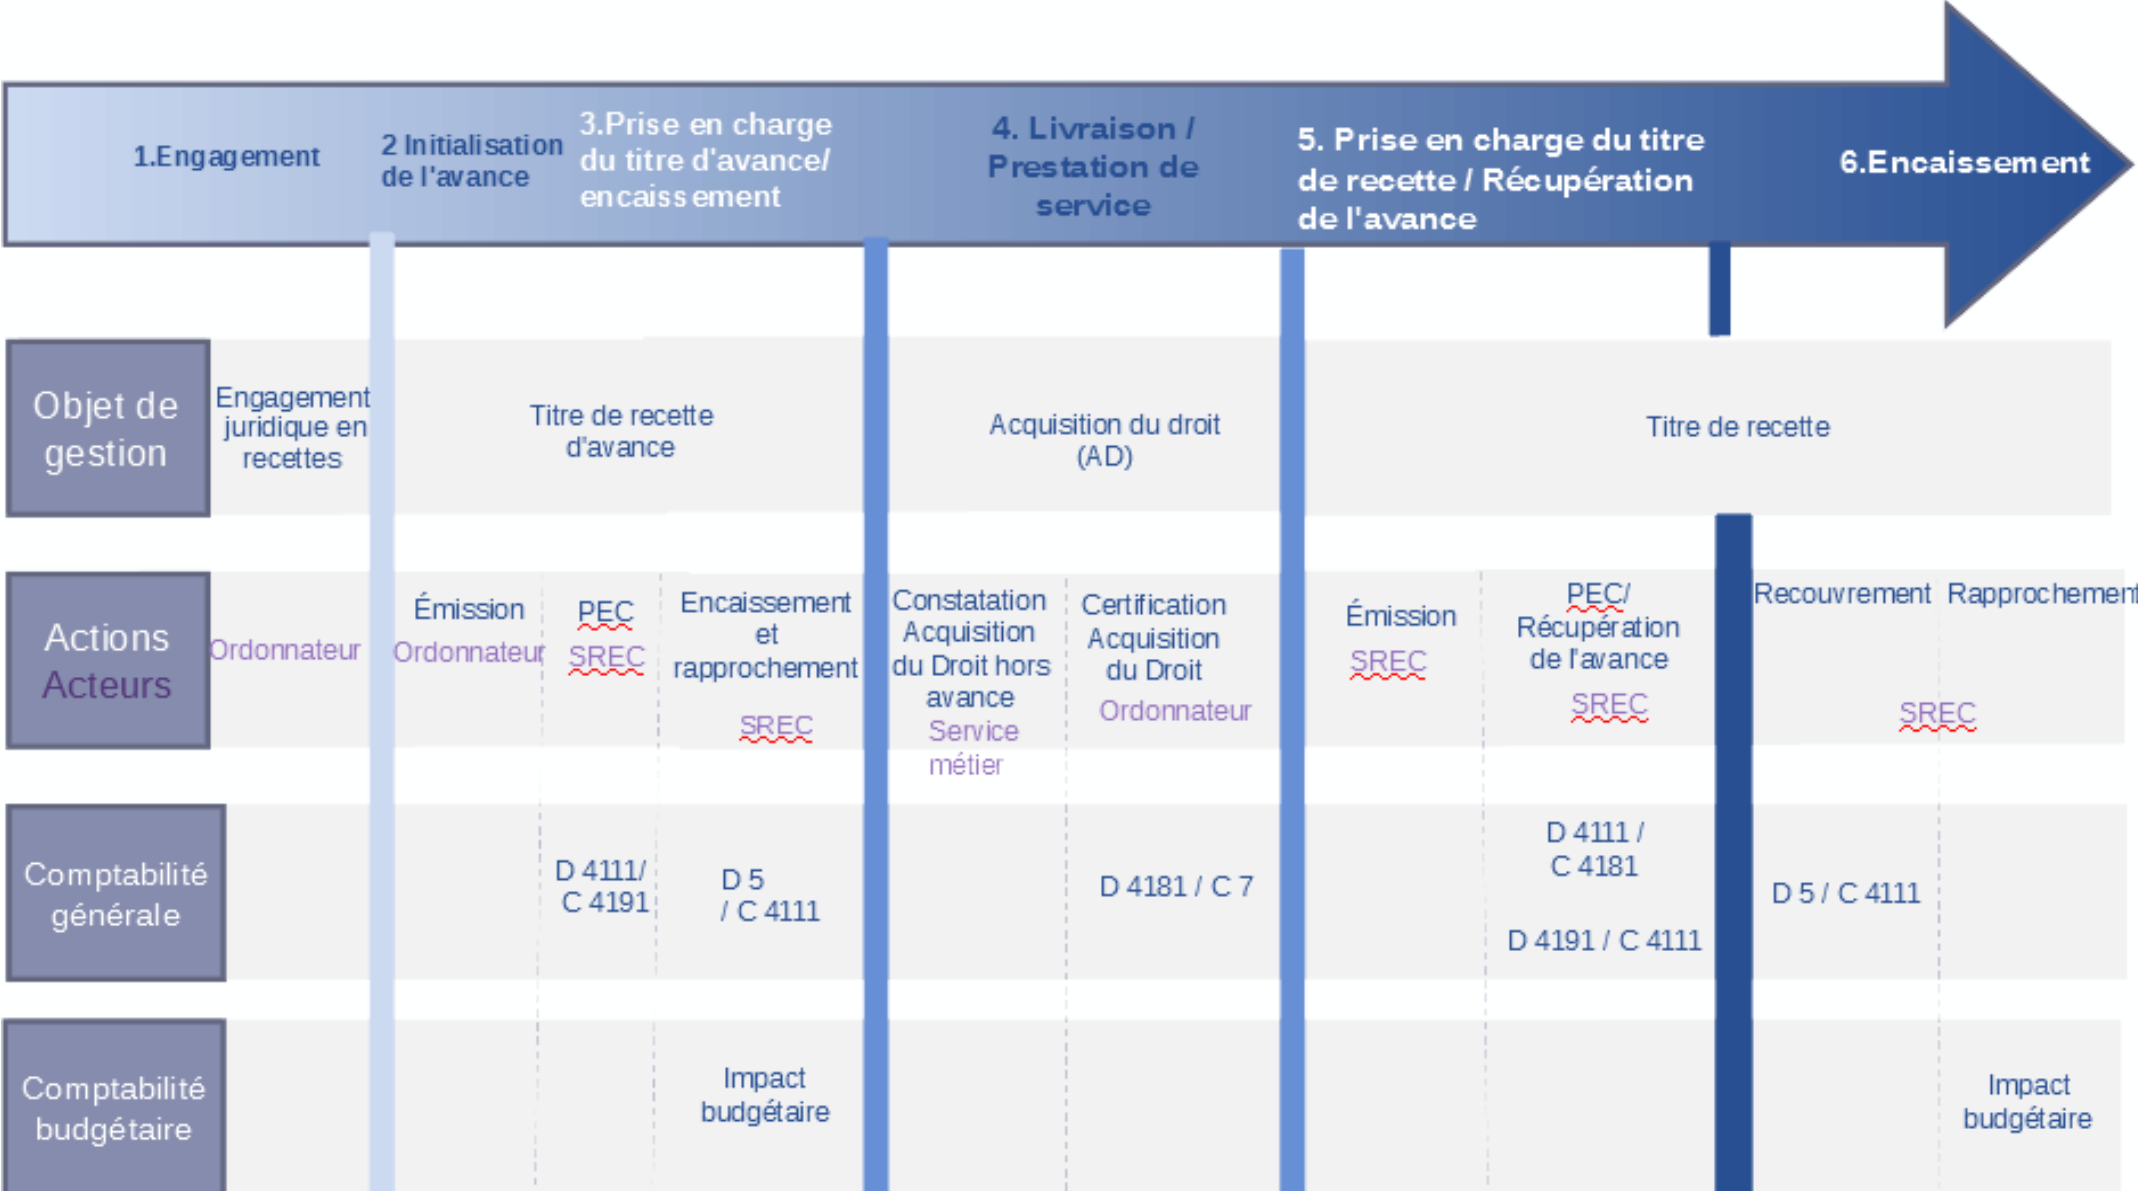 1.Engagement
2 Initialisation
de l'avance
3.Prise en charge
du titre d'avance/
encaissement
4. Livraison /
Prestation de
service
5. Prise en charge du titre
de recette / Récupération
de l'avance
6.Encaissement
Objet de
gestion
Engagement
juridique en
recettes
Titre de recette
d'avance
Acquisition du droit
(AD)
Titre de recette
Actions
Acteurs
Ordonnateur
Émission
Ordonnateur
PEC
SREC
Encaissement
et
rapprochement
SREC
Constatation
Acquisition
du Droit hors
avance
Service
métier
Certification
Acquisition
du Droit
Ordonnateur
Émission
SREC
PEC/
Récupération
de l'avance
SREC
Recouvrement
Rapprochement
SREC
Comptabilité
générale
D 4111/
C 4191
D 5
/ C 4111
D 4181 / C 7
D 4111 /
C 4181
D 4191 / C 4111
D 5 / C 4111
Comptabilité
budgétaire
Impact
budgétaire
Impact
budgétaire